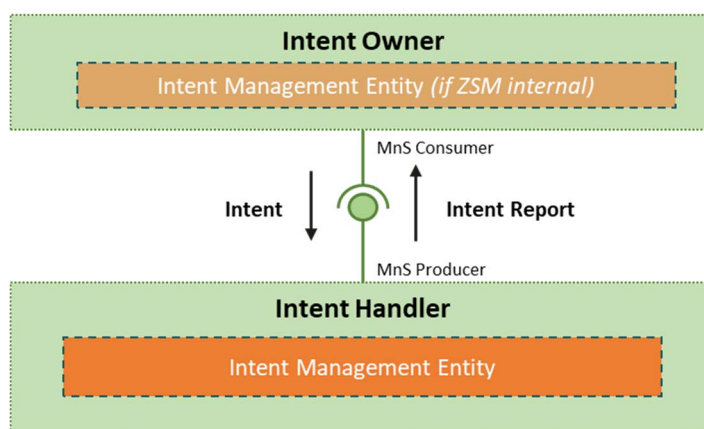 Intent Owner
Intent Management Entity (if ZSM internal)
MnS Consumer
Intent
Intent Report
MnS Producer
Intent Handler
Intent Management Entity